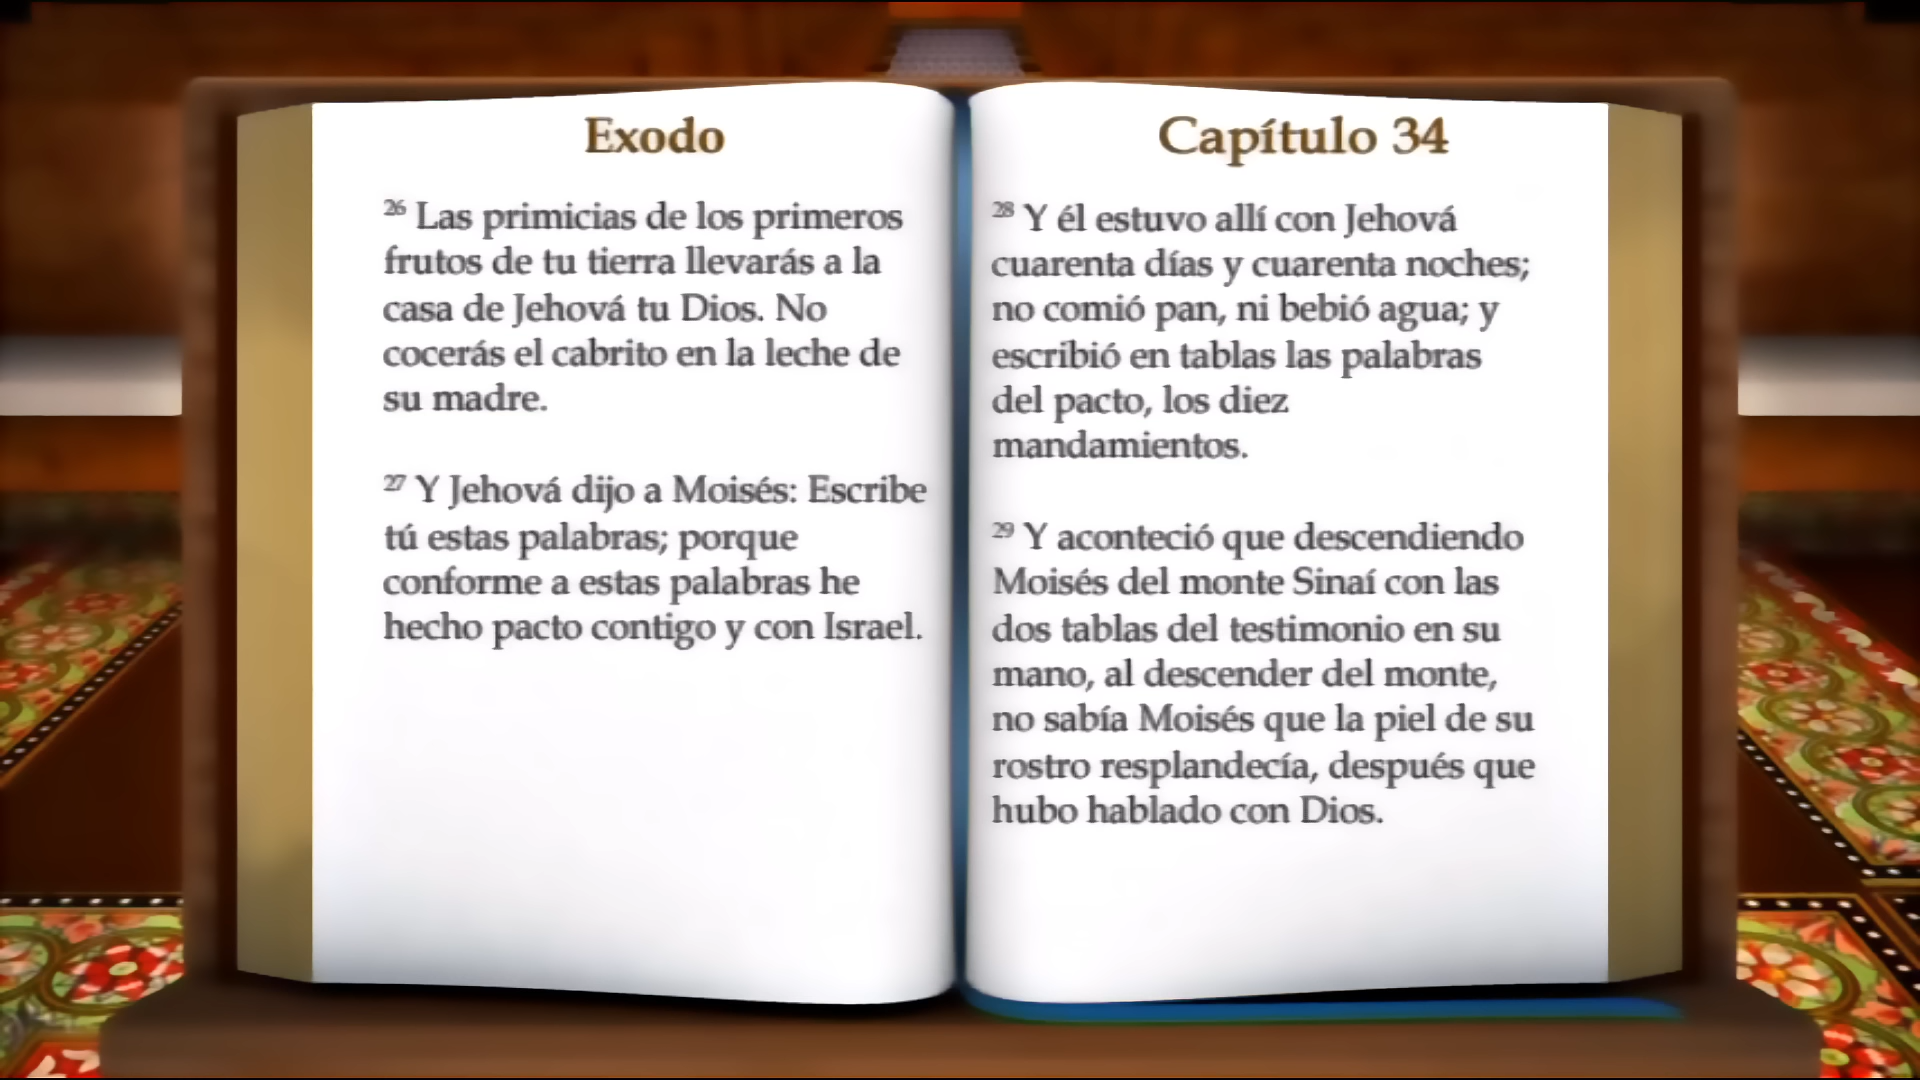 Exodo
26 Las primicias de los primeros
frutos de tu tierra llevarás a la
casa de Jehová tu Dios. No
cocerás el cabrito en la leche de
su madre.
27 Y Jehová dijo a Moisés: Escribe
tú estas palabras; porque
conforme a estas palabras he
hecho pacto contigo y con Israel.
Capítulo 34
28 Y él estuvo allí con Jehová
cuarenta días y cuarenta noches;
no comió pan, ni bebió agua; y
escribió en tablas las palabras
del pacto, los diez
mandamientos.
29 Y aconteció que descendiendo
Moisés del monte Sinaí con las
dos tablas del testimonio en su
mano, al descender del monte,
no sabía Moisés que la piel de su
rostro resplandecía, después que
hubo hablado con Dios.